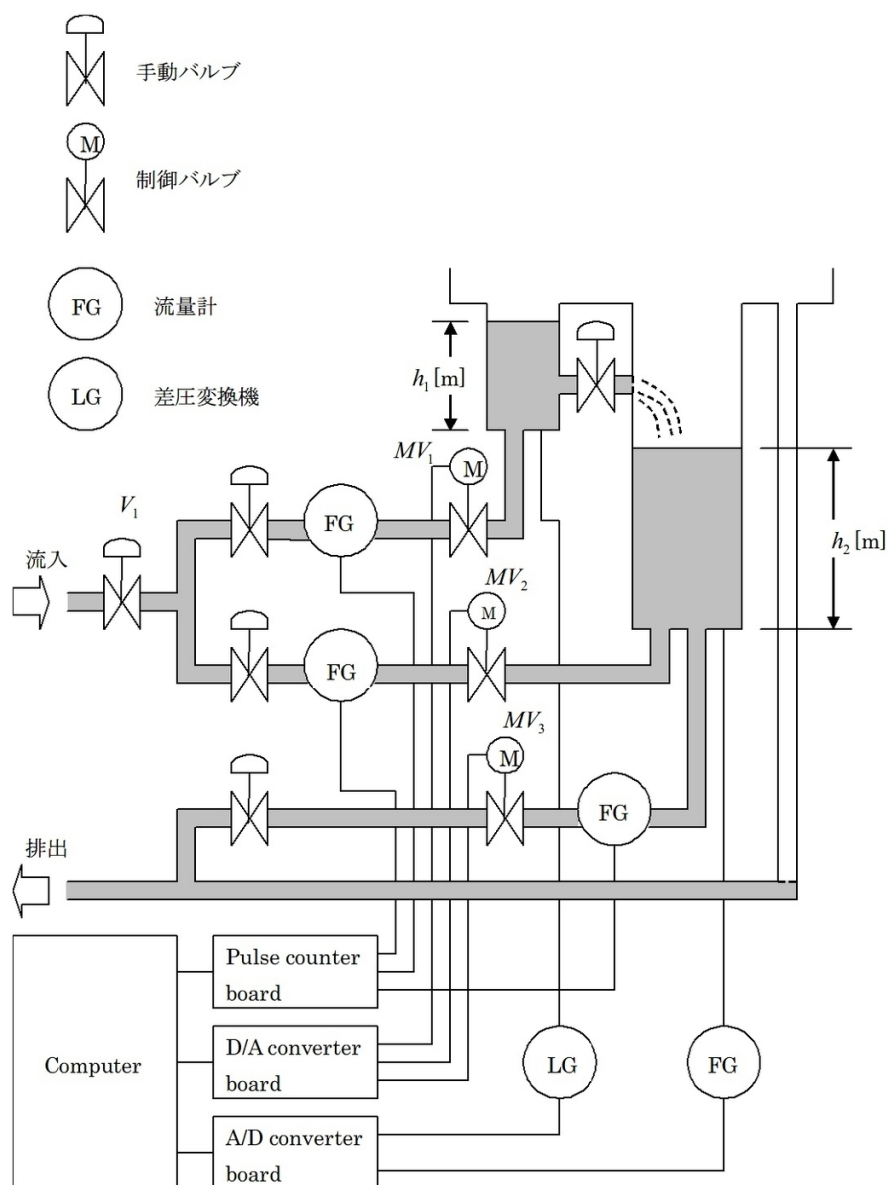 手動バルブ
M
制御バルブ
FG
流量計
LG
差圧変換機
h1[m]
MV1
M
V1
FG
流入
h2[m]
MV2
M
FG
MV3
M
FG
排出
Pulse counter
board
Computer
D/A converter
board
LG
FG
A/D converter
board